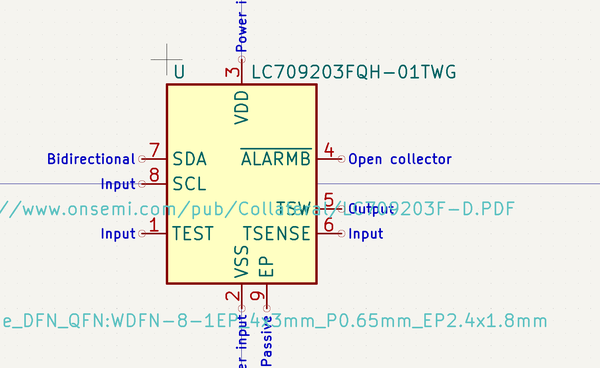 Power i
U
LC709203FQH-01TWG
3
VDD
Bidirectional
7
SDA
ALARMB
4
Open collector
Input
8
SCL
5
TSW
Output
//www.onsemi.com/pub/Collateral/LC709203F-D.PDF
Input
1
TEST
TSENSE
6
Input
VSS
EP
2
9
e_DFN_QFN:WDFN-8-1EP_4x3mm_P0.65mm_EP2.4x1.8mm
er input
Passive